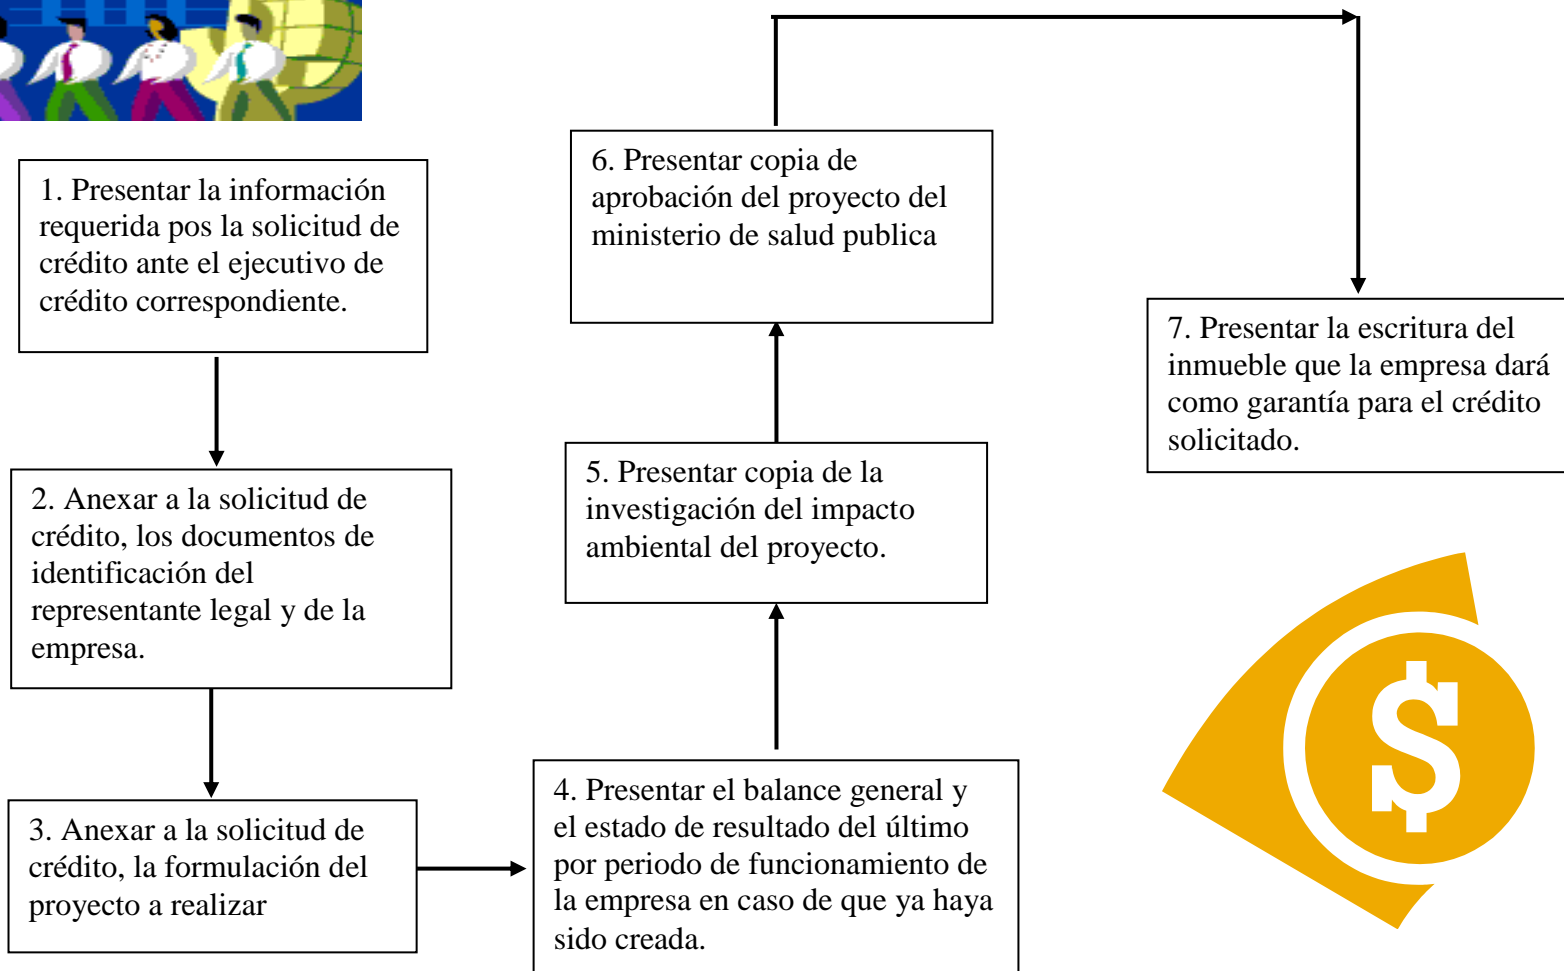 1. Presentar la información
requerida pos la solicitud de
crédito ante el ejecutivo de
crédito correspondiente.
2. Anexar a la solicitud de
crédito, los documentos de
identificación del
representante legal y de la
empresa.
3. Anexar a la solicitud de
crédito, la formulación del
proyecto a realizar
4. Presentar el balance general y
el estado de resultado del último
por periodo de funcionamiento de
la empresa en caso de que ya haya
sido creada.
5. Presentar copia de la
investigación del impacto
ambiental del proyecto.
6. Presentar copia de
aprobación del proyecto del
ministerio de salud publica
7. Presentar la escritura del
inmueble que la empresa dará
como garantía para el crédito
solicitado.
$